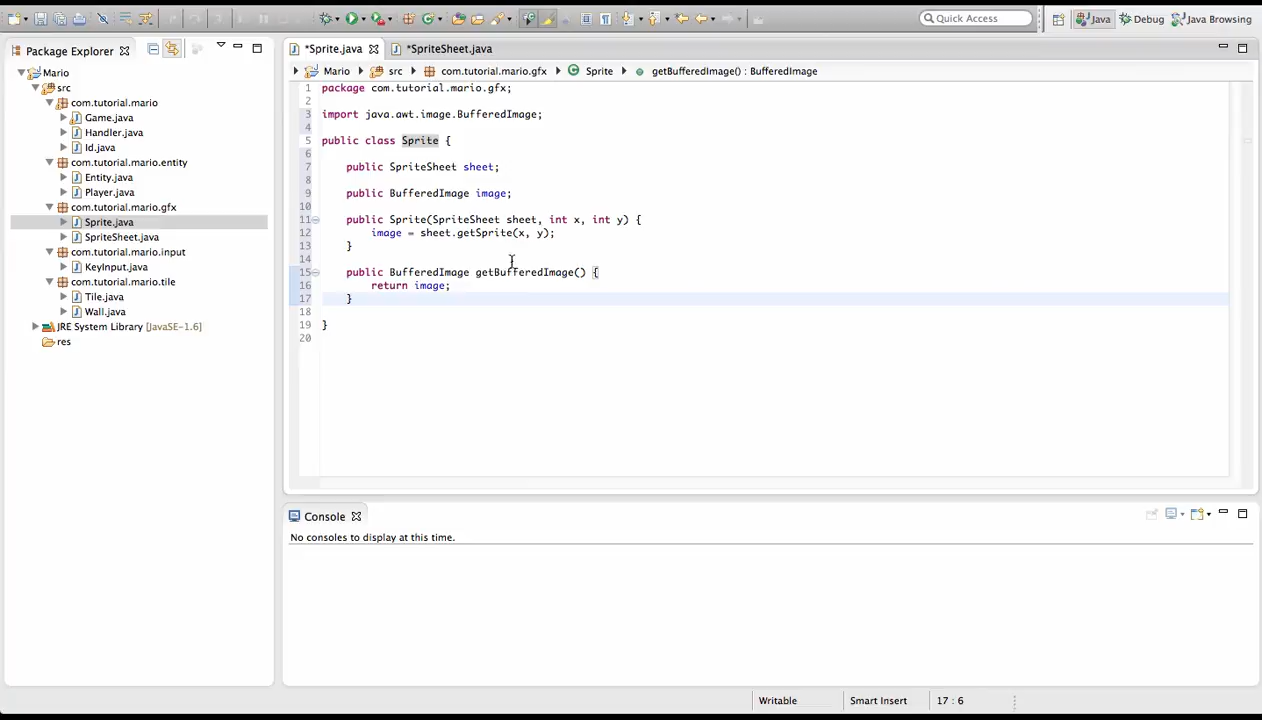 Quick Access
Java
Debug
Java Browsing
Package Explorer
Mario
src
com.tutorial.mario
Game.java
Handler.java
Id.java
com.tutorial.mario.entity
Entity.java
Player.java
com.tutorial.mario.gfx
Sprite.java
SpriteSheet.java
com.tutorial.mario.input
KeyInput.java
com.tutorial.mario.tile
Tile.java
Wall.java
JRE System Library [JavaSE-1.6]
res
*Sprite.java
*SpriteSheet.java
Mario src com.tutorial.mario.gfx Sprite getBufferedImage() : BufferedImage
1 package com.tutorial.mario.gfx;
2
3 import java.awt.image.BufferedImage;
4
5 public class Sprite {
6
7 public SpriteSheet sheet;
8
9 public BufferedImage image;
10
11 public Sprite(SpriteSheet sheet, int x, int y) {
12 image = sheet.getSprite(x, y);
13 }
14
15 public BufferedImage getBufferedImage() {
16 return image;
17 }
18
19 }
20
Console
No consoles to display at this time.
Writable
Smart Insert
17 : 6